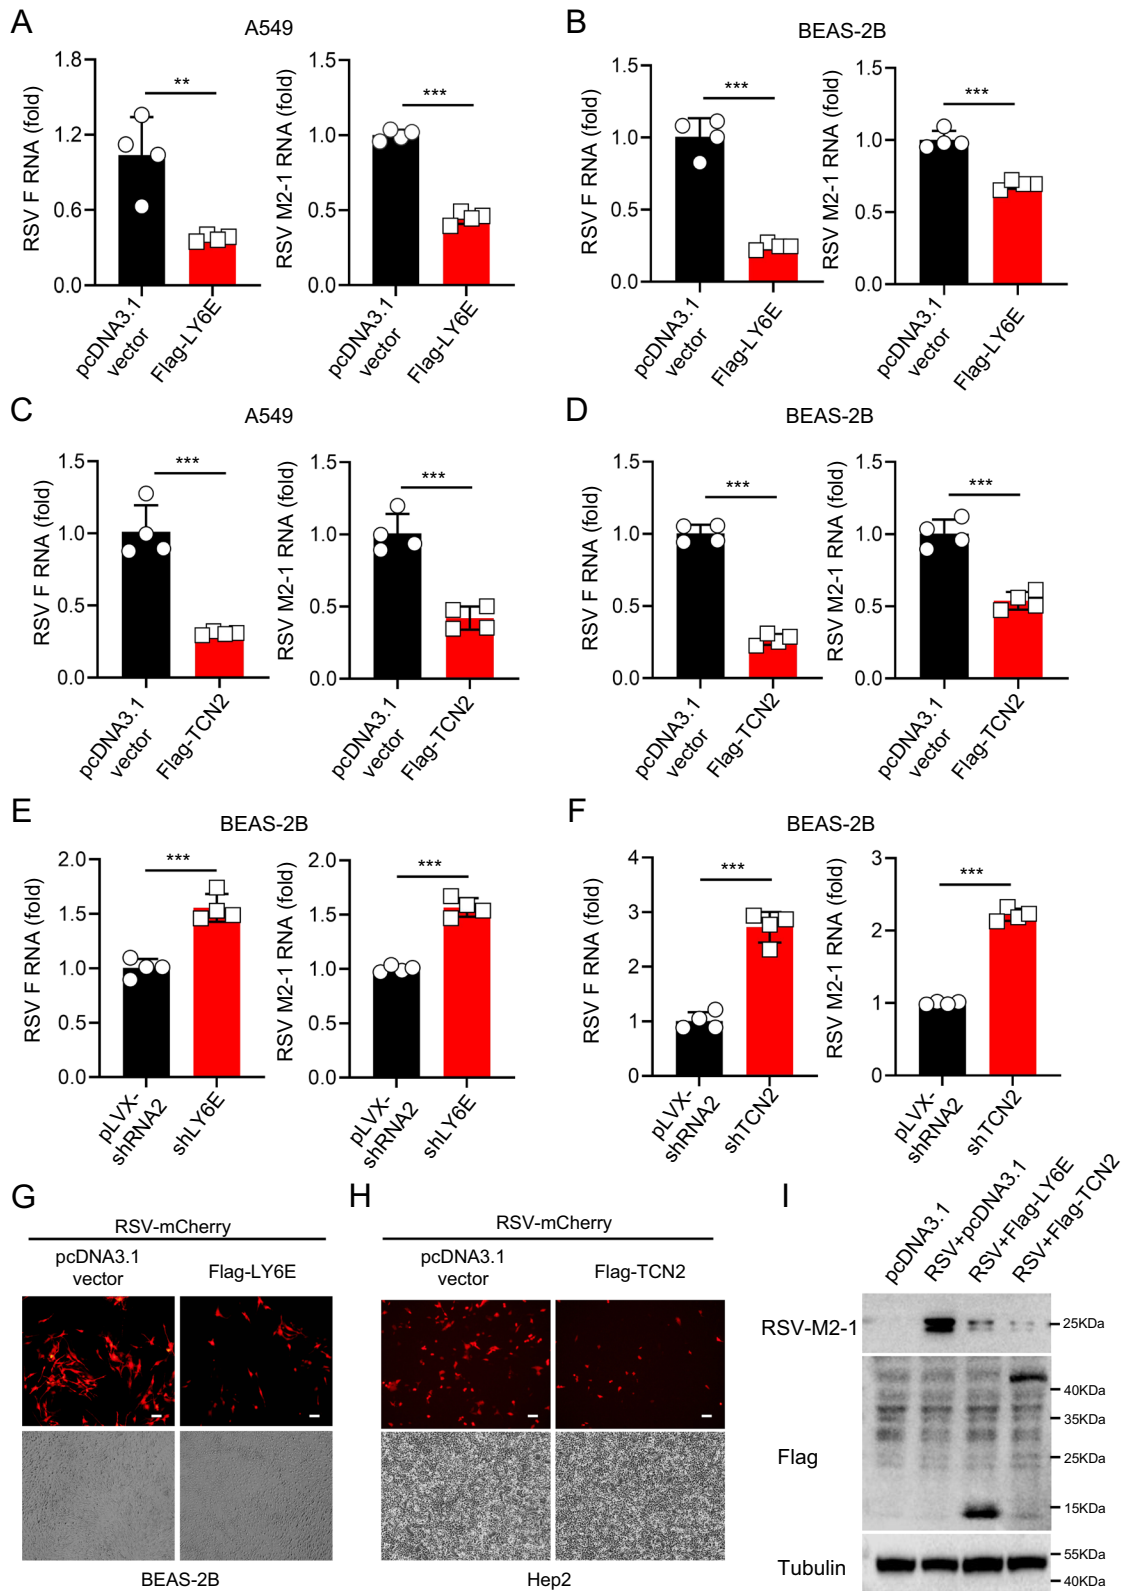 A
A549
RSV F RNA (fold)
1.8
1.2
0.6
0.0
**
pcDNA3.1
vector
Flag-LY6E
RSV M2-1 RNA (fold)
1.5
1.0
0.5
0.0
***
pcDNA3.1
vector
Flag-LY6E
B
BEAS-2B
RSV F RNA (fold)
1.5
1.0
0.5
0.0
***
pcDNA3.1
vector
Flag-LY6E
RSV M2-1 RNA (fold)
1.5
1.0
0.5
0.0
***
pcDNA3.1
vector
Flag-LY6E
C
A549
RSV F RNA (fold)
1.5
1.0
0.5
0.0
***
pcDNA3.1
vector
Flag-TCN2
RSV M2-1 RNA (fold)
1.5
1.0
0.5
0.0
***
pcDNA3.1
vector
Flag-TCN2
D
BEAS-2B
RSV F RNA (fold)
1.5
1.0
0.5
0.0
***
pcDNA3.1
vector
Flag-TCN2
RSV M2-1 RNA (fold)
1.5
1.0
0.5
0.0
***
pcDNA3.1
vector
Flag-TCN2
E
BEAS-2B
RSV F RNA (fold)
2.0
1.5
1.0
0.5
0.0
***
pLVX-
shRNA2
shLY6E
RSV M2-1 RNA (fold)
2.0
1.5
1.0
0.5
0.0
***
pLVX-
shRNA2
shLY6E
F
BEAS-2B
RSV F RNA (fold)
4
3
2
1
0
***
pLVX-
shRNA2
shTCN2
RSV M2-1 RNA (fold)
3
2
1
0
***
pLVX-
shRNA2
shTCN2
G
RSV-mCherry
pcDNA3.1
vector
Flag-LY6E
BEAS-2B
H
RSV-mCherry
pcDNA3.1
vector
Flag-TCN2
Hep2
I
pcDNA3.1
RSV+pcDNA3.1
RSV+Flag-LY6E
RSV+Flag-TCN2
RSV-M2-1
25KDa
Flag
40KDa
35KDa
25KDa
15KDa
Tubulin
55KDa
40KDa